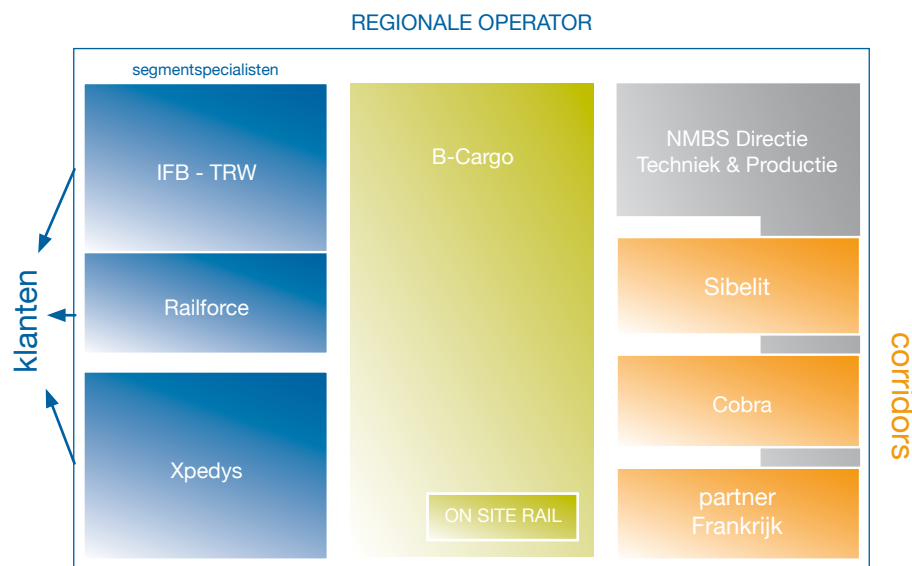 REGIONALE OPERATOR
segmentspecialisten
IFB - TRW
Railforce
Xpedys
klanten
B-Cargo
ON SITE RAIL
NMBS Directie
Techniek & Productie
Sibelit
Cobra
partner
Frankrijk
corridors